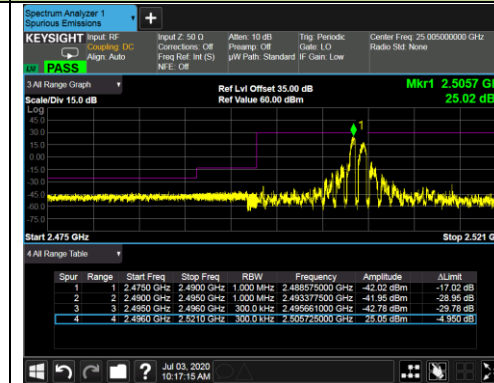 Spectrum Analyzer 1
Spurious Emissions
+
KEYSIGHT Input: RF Input Z: 50 Ω Atten: 10 dB Trig: Periodic Center Freq: 25.005000000 GHz
Coupling: DC Corrections: Off Preamp: Off Gate: LO Radio Std: None
Align: Auto Freq Ref: Int (S) µW Path: Standard IF Gain: Low
NFE: Off
PASS
3 All Range Graph
Ref Lvl Offset 35.00 dB Mkr1 2.5057 G
Scale/Div 15.0 dB Ref Value 60.00 dBm 25.02 dB
Log
45.0
30.0
15.0
0.00
-15.0
-30.0
-45.0
-60.0
-75.0
1
Start 2.475 GHz Stop 2.521 G
4 All Range Table
Spur Range Start Freq Stop Freq RBW Frequency Amplitude ΔLimit
1 1 2.4750 GHz 2.4900 GHz 1.000 MHz 2.488575000 GHz -42.02 dBm -17.02 dB
2 2 2.4900 GHz 2.4950 GHz 1.000 MHz 2.493377500 GHz -41.95 dBm -28.95 dB
3 3 2.4950 GHz 2.4960 GHz 300.0 kHz 2.495661000 GHz -42.78 dBm -29.78 dB
4 4 2.4960 GHz 2.5210 GHz 300.0 kHz 2.505725000 GHz 25.05 dBm -4.950 dB
?
Jul 03, 2020
10:17:15 AM